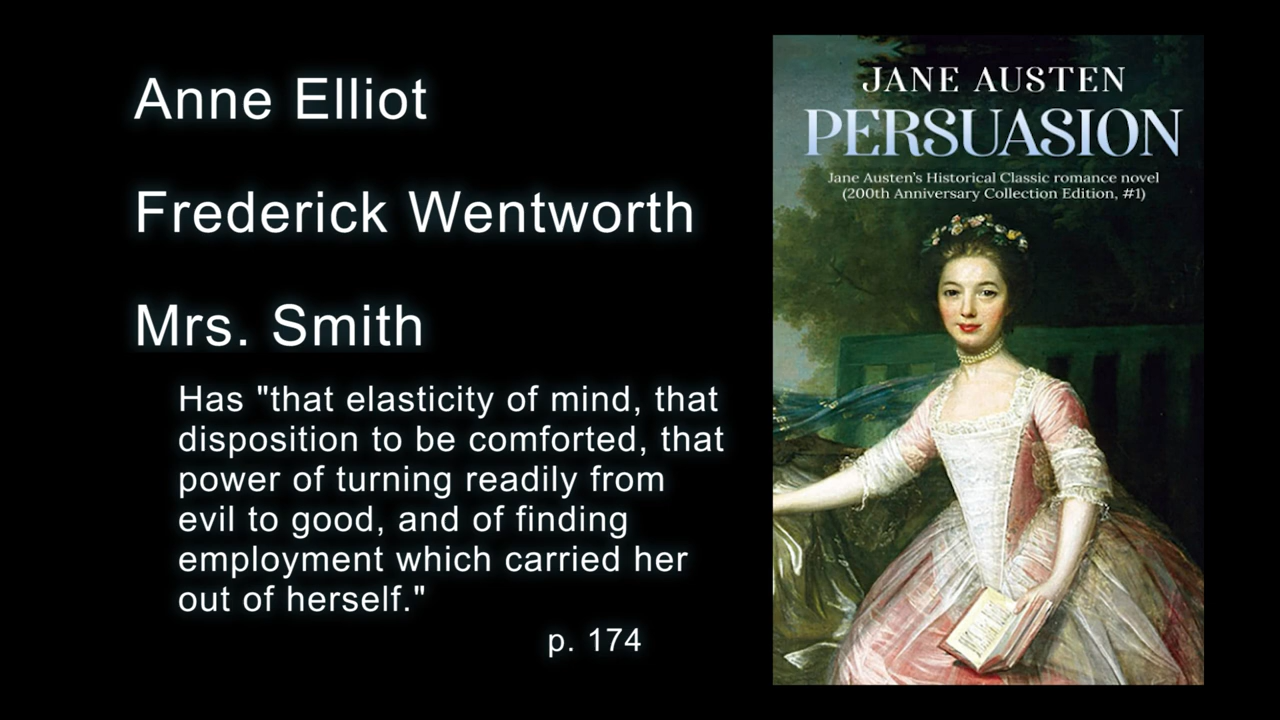 Anne Elliot
Frederick Wentworth
Mrs. Smith
Has "that elasticity of mind, that
disposition to be comforted, that
power of turning readily from
evil to good, and of finding
employment which carried her
out of herself."
p. 174
JANE AUSTEN
PERSUASION
Jane Austen's Historical Classic romance novel
(200th Anniversary Collection Edition, #1)